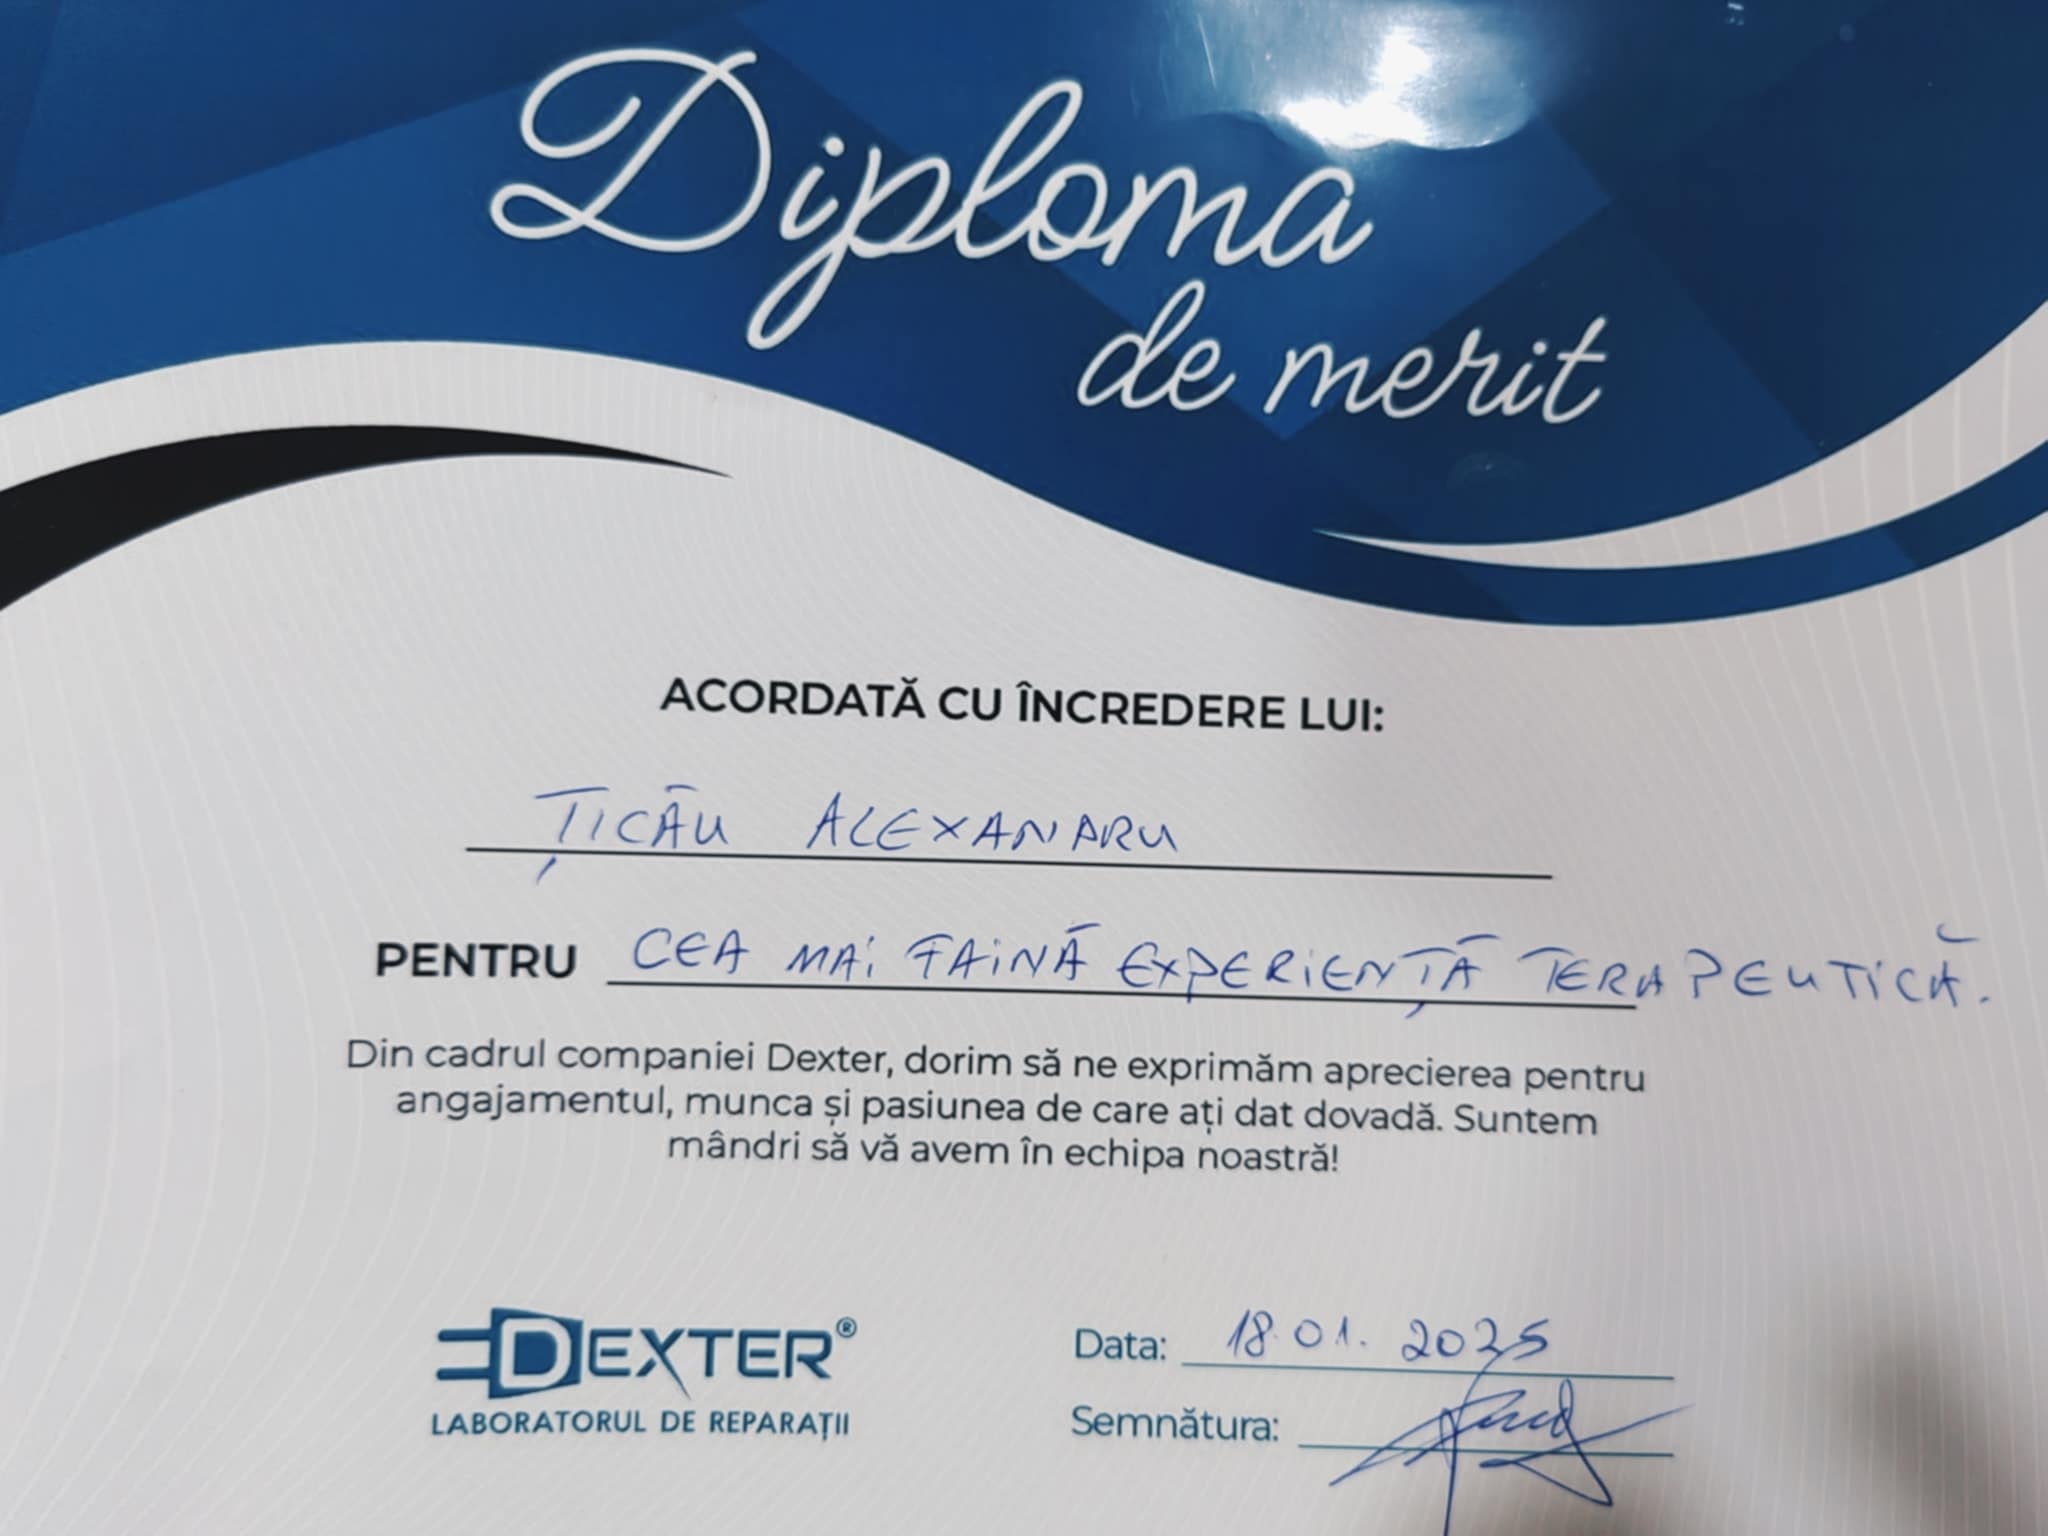 Diploma
de merit
ACORDATĂ CU ÎNCREDERE LUI:
ȚICĂU ALEXANDRU
PENTRU CEA MAI FAINĂ EXPERIENȚĂ TERAPEUTICĂ.
Din cadrul companiei Dexter, dorim să ne exprimăm aprecierea pentru
angajamentul, munca și pasiunea de care ați dat dovadă. Suntem
mândri să vă avem în echipa noastră!
DEXTER®
LABORATORUL DE REPARAȚII
Data: 18.01.2025
Semnătura: